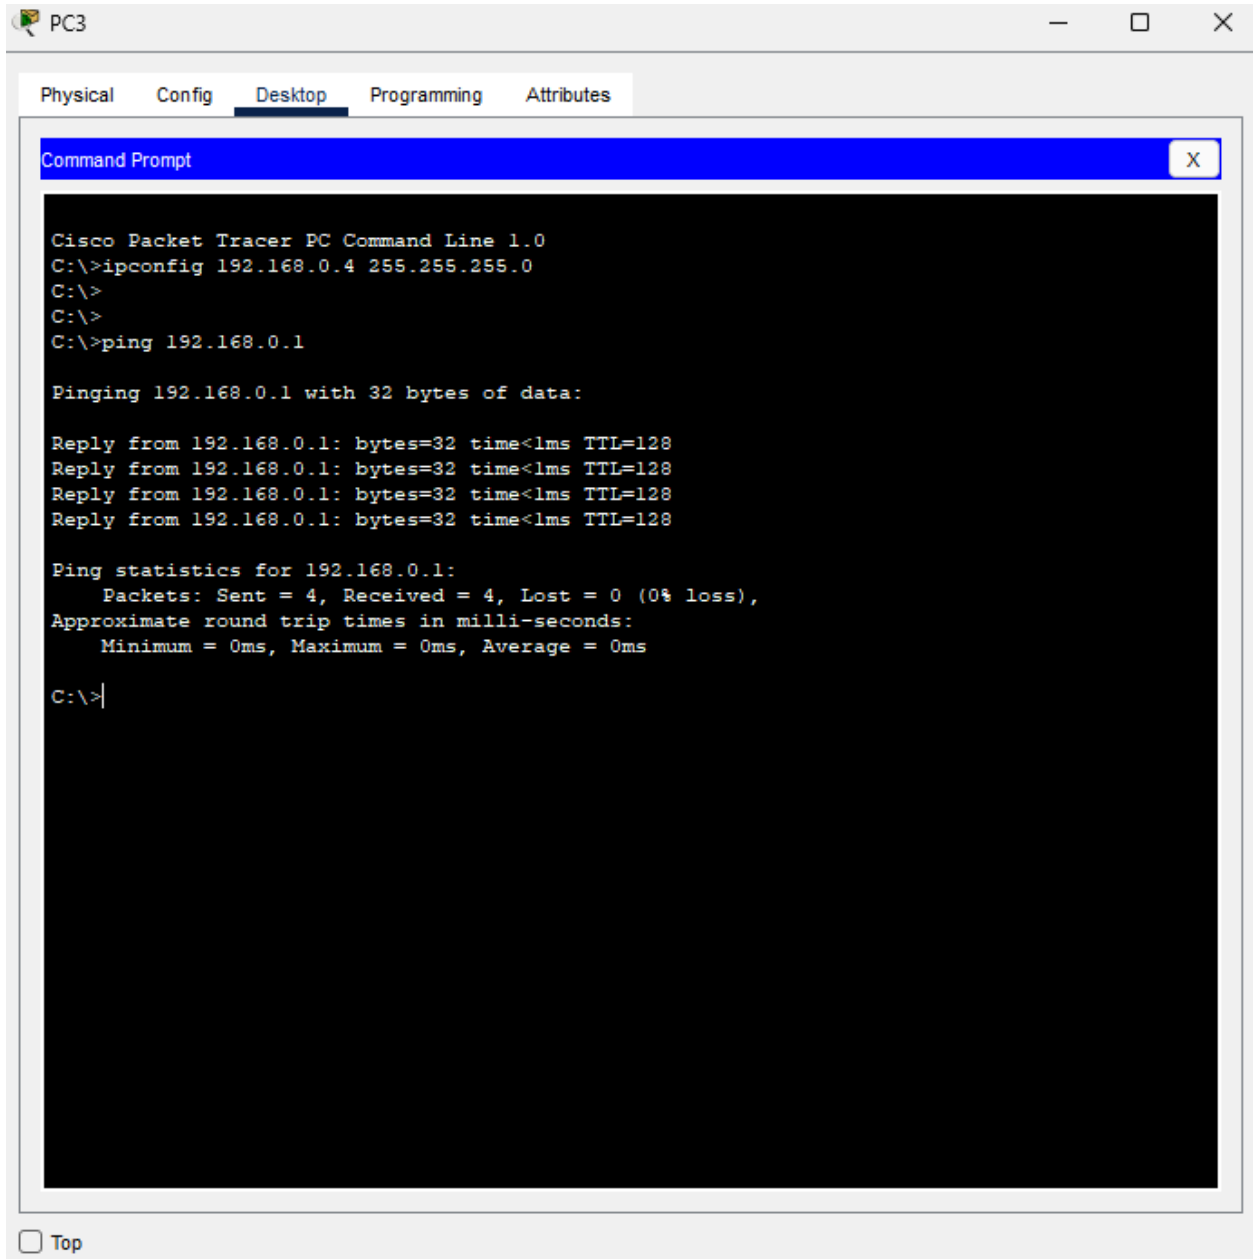 PC3
Physical Config Desktop Programming Attributes
Command Prompt X
Cisco Packet Tracer PC Command Line 1.0
C:\>ipconfig 192.168.0.4 255.255.255.0
C:\>
C:\>
C:\>ping 192.168.0.1
Pinging 192.168.0.1 with 32 bytes of data:
Reply from 192.168.0.1: bytes=32 time<1ms TTL=128
Reply from 192.168.0.1: bytes=32 time<1ms TTL=128
Reply from 192.168.0.1: bytes=32 time<1ms TTL=128
Reply from 192.168.0.1: bytes=32 time<1ms TTL=128
Ping statistics for 192.168.0.1:
Packets: Sent = 4, Received = 4, Lost = 0 (0% loss),
Approximate round trip times in milli-seconds:
Minimum = 0ms, Maximum = 0ms, Average = 0ms
C:\>
Top